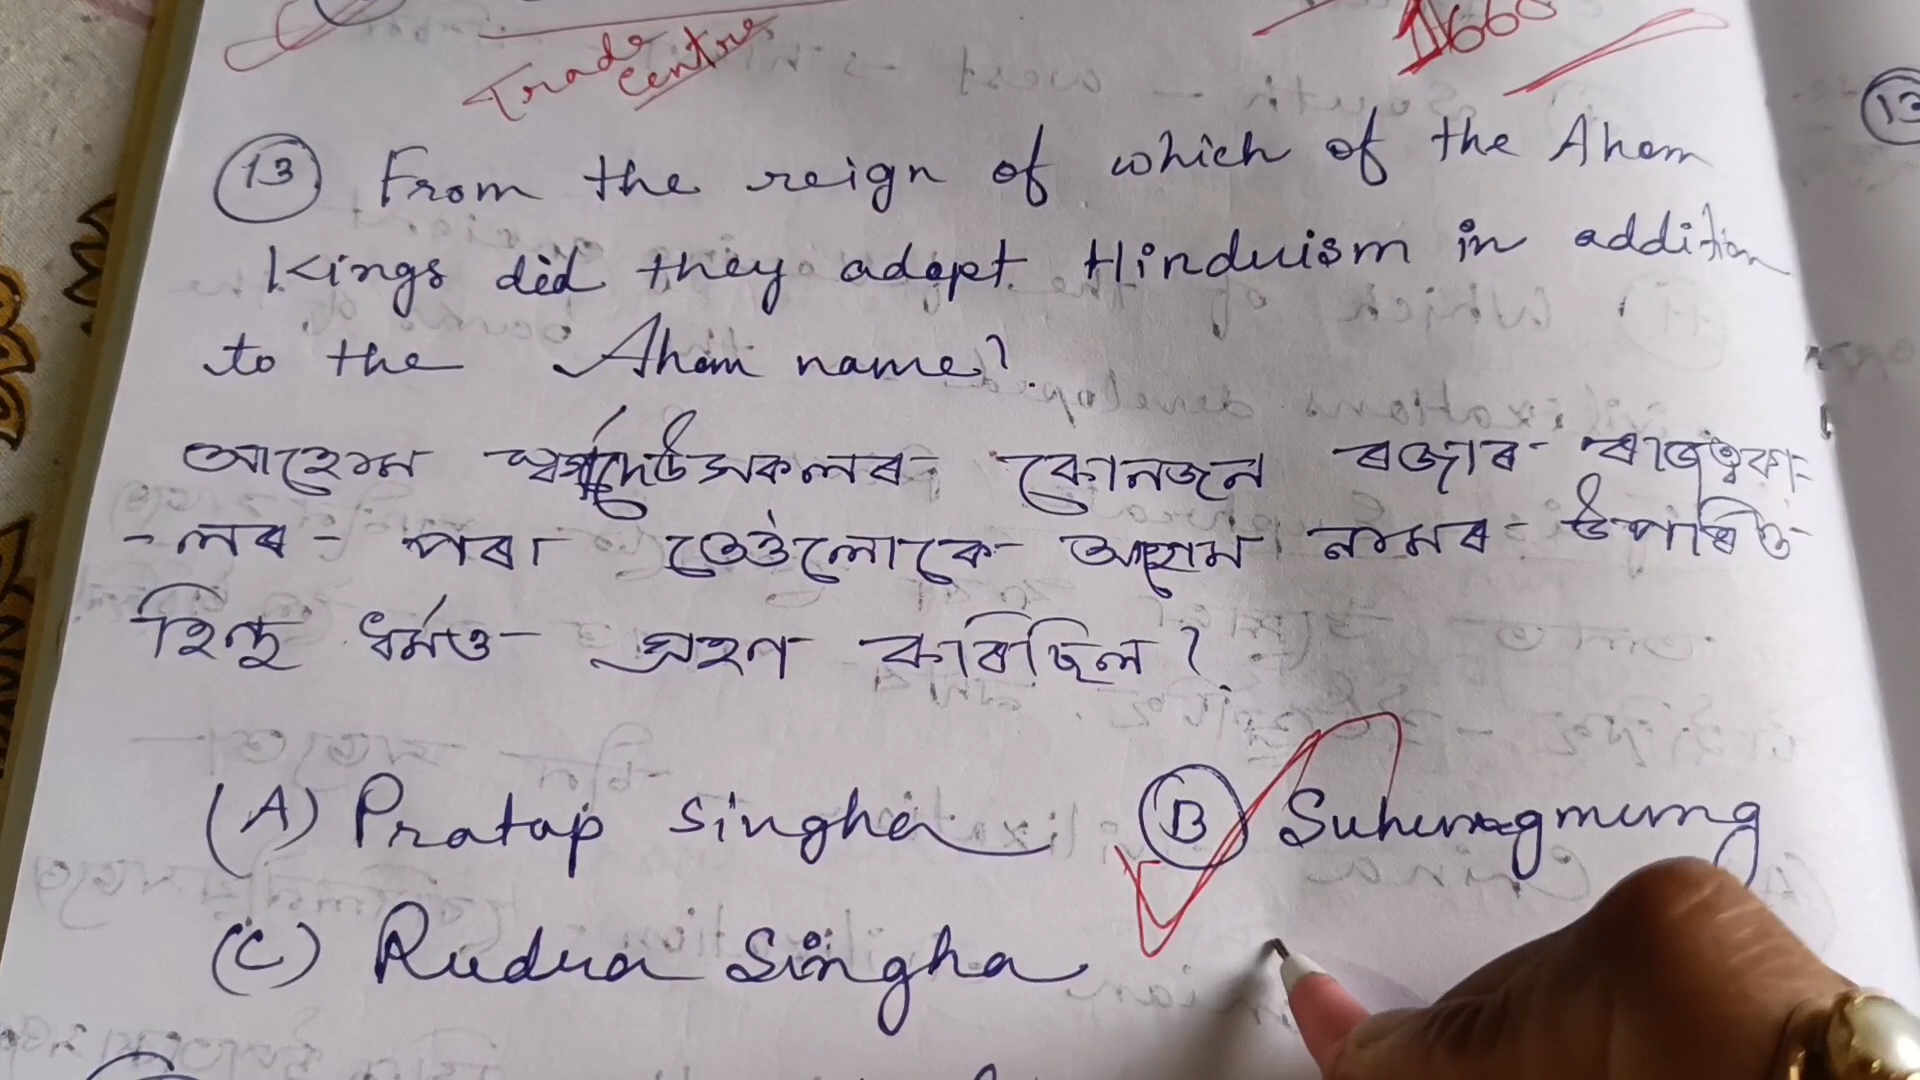 Trade
centre
1660
13 From the reign of which of the Ahom
Kings did they adopt Hinduism in addition
to the Ahom name?
আহোম স্বৰ্গদেউসকলৰ কোনজন ৰজাৰ ৰাজত্বকা-
-লৰ পৰা তেওঁলোকে আহোম নামৰ উপৰিও
হিন্দু ধৰ্মও গ্ৰহণ কৰিছিল?
(A) Pratap Singha B Suhungmung
(C) Rudra Singha